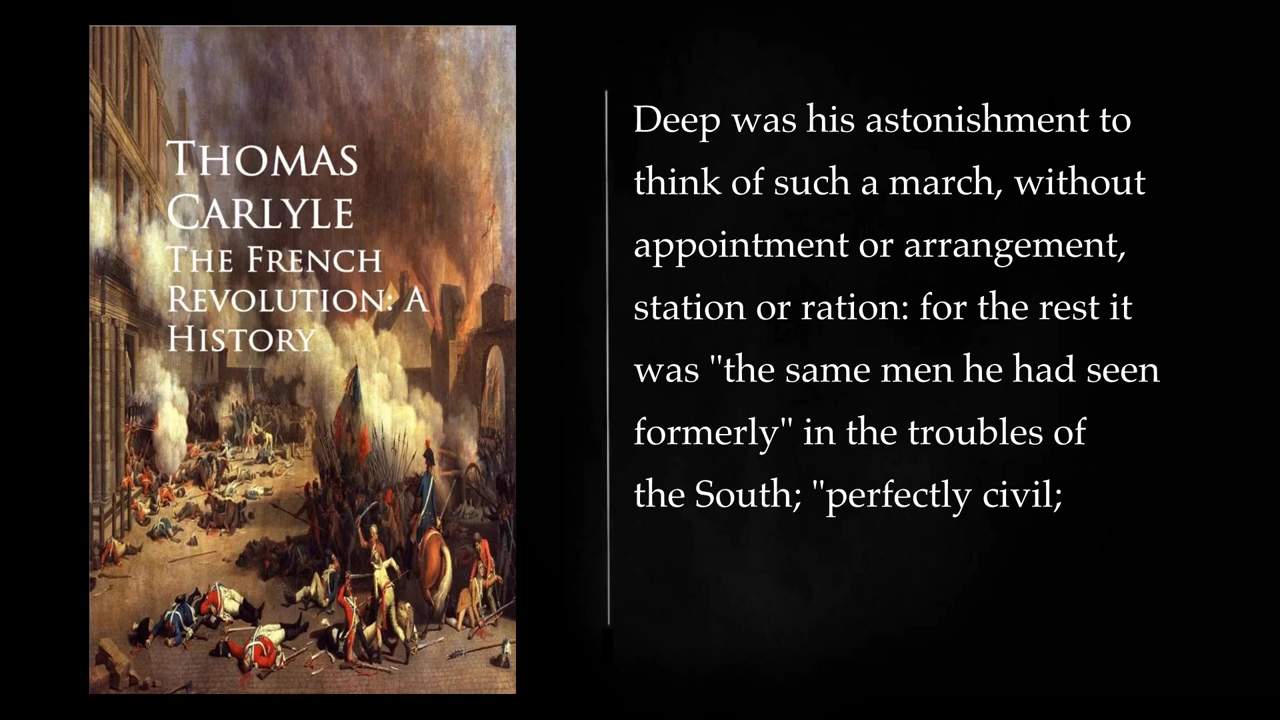 THOMAS
CARLYLE
THE FRENCH
REVOLUTION: A
HISTORY
Deep was his astonishment to
think of such a march, without
appointment or arrangement,
station or ration: for the rest it
was "the same men he had seen
formerly" in the troubles of
the South; "perfectly civil;